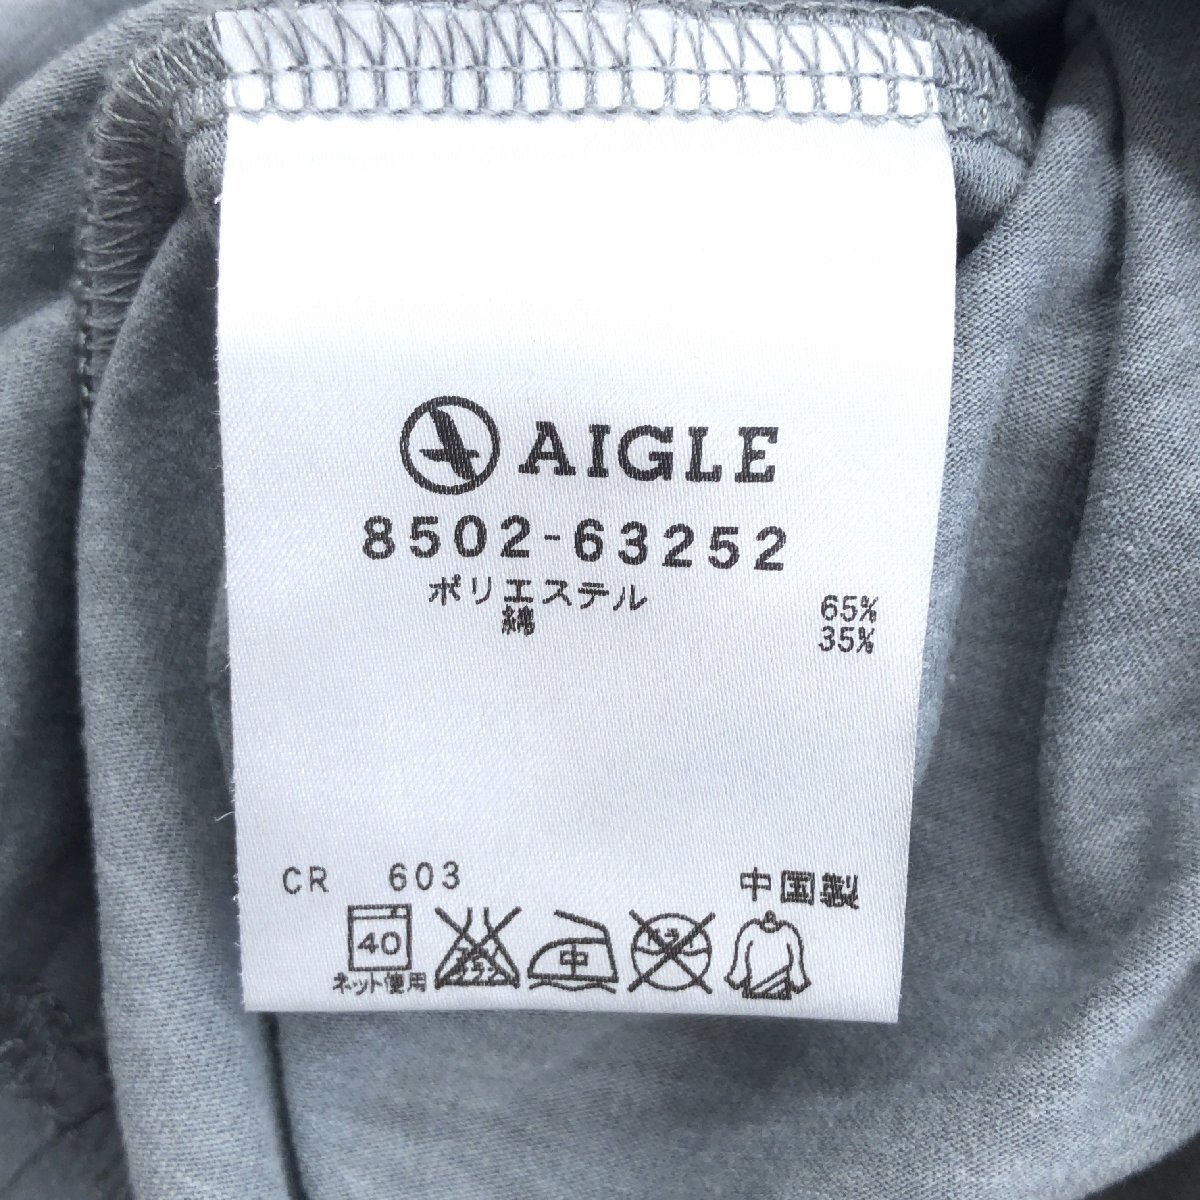 AIGLE
8502-63252
ポリエステル 65%
綿 35%
CR 603 中国製
40 中
ネット使用